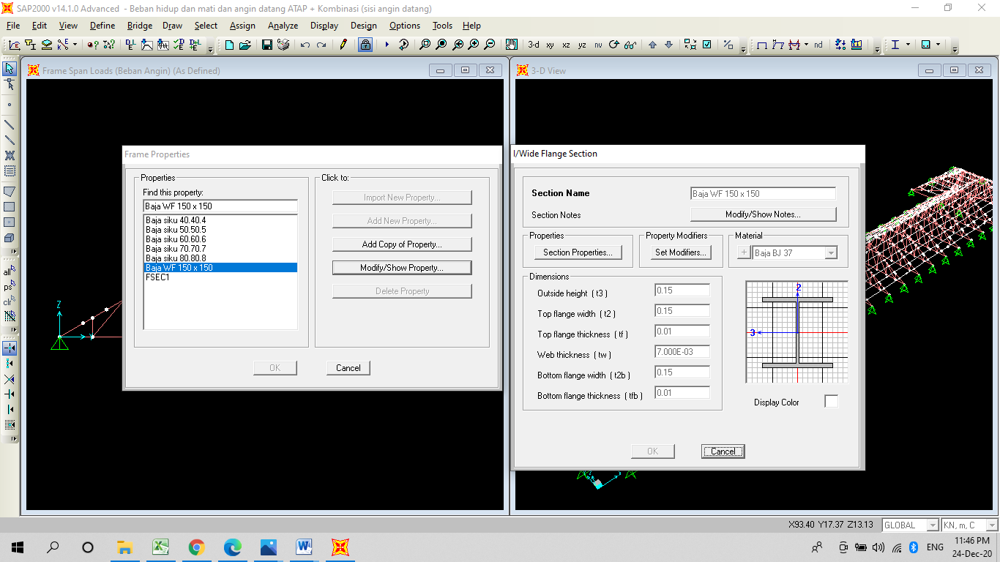 SAP2000 v14.1.0 Advanced - Beban hidup dan mati dan angin datang ATAP + Kombinasi (sisi angin datang)
File Edit View Define Bridge Draw Select Assign Analyze Display Design Options Tools Help
3-d xy xz yz nv nd
Frame Span Loads (Beban Angin) (As Defined)
3-D View
all
ps
clr
Z
Frame Properties
Properties
Find this property:
Baja WF 150 x 150
Baja siku 40.40.4
Baja siku 50.50.5
Baja siku 60.60.6
Baja siku 70.70.7
Baja siku 80.80.8
Baja WF 150 x 150
FSEC1
Click to:
Import New Property...
Add New Property...
Add Copy of Property...
Modify/Show Property...
Delete Property
OK Cancel
I/Wide Flange Section
Section Name Baja WF 150 x 150
Section Notes Modify/Show Notes...
Properties
Section Properties...
Property Modifiers
Set Modifiers...
Material
+ Baja BJ 37
Dimensions
Outside height ( t3 ) 0.15
Top flange width ( t2 ) 0.15
Top flange thickness ( tf ) 0.01
Web thickness ( tw ) 7.000E-03
Bottom flange width ( t2b ) 0.15
Bottom flange thickness ( tfb ) 0.01
2
3
Display Color
OK Cancel
X93.40 Y17.37 Z13.13 GLOBAL KN, m, C
ENG 11:46 PM
24-Dec-20